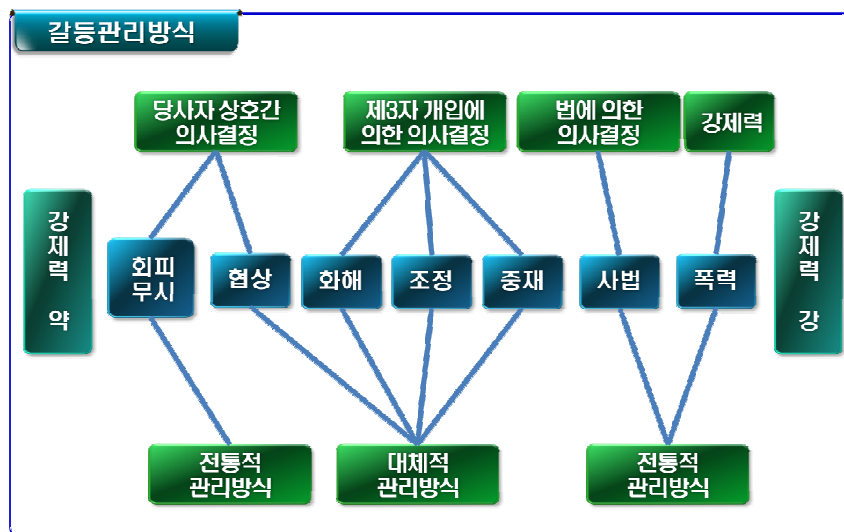 갈등관리방식
당사자 상호간
의사결정
제3자 개입에
의한 의사결정
법에 의한
의사결정
강제력
강
제
력
약
회피
무시
협상
화해
조정
중재
사법
폭력
강
제
력
강
전통적
관리방식
대체적
관리방식
전통적
관리방식